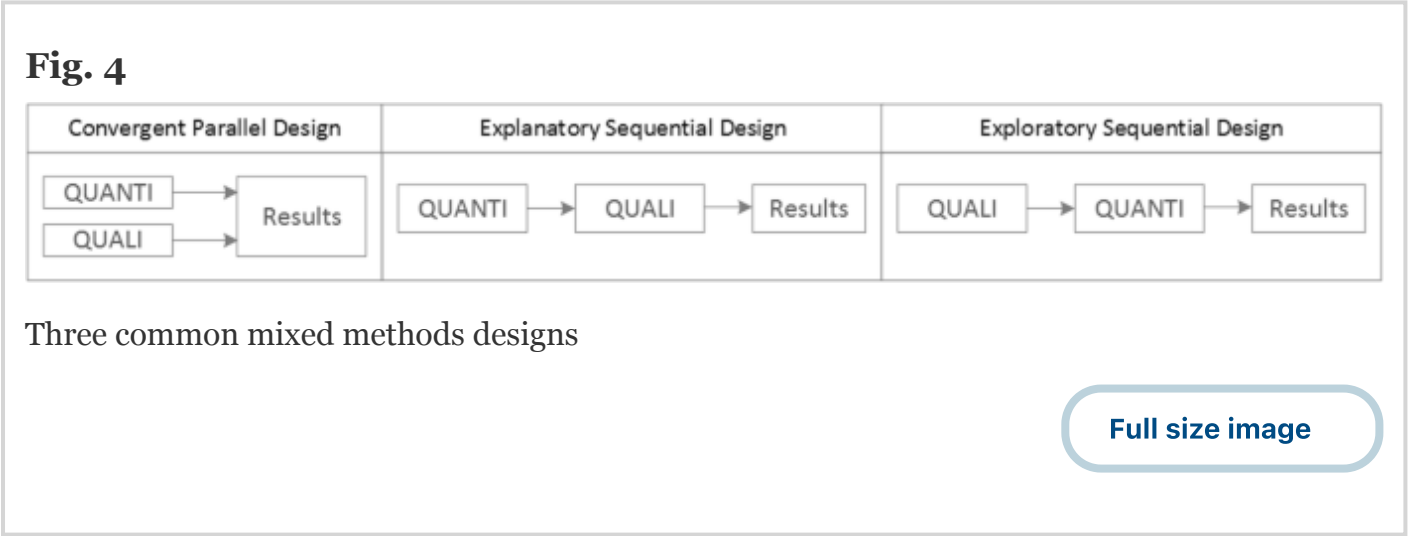 Fig. 4
Convergent Parallel Design
QUANTI
QUALI
Results
Explanatory Sequential Design
QUANTI
QUALI
Results
Exploratory Sequential Design
QUALI
QUANTI
Results
Three common mixed methods designs
Full size image